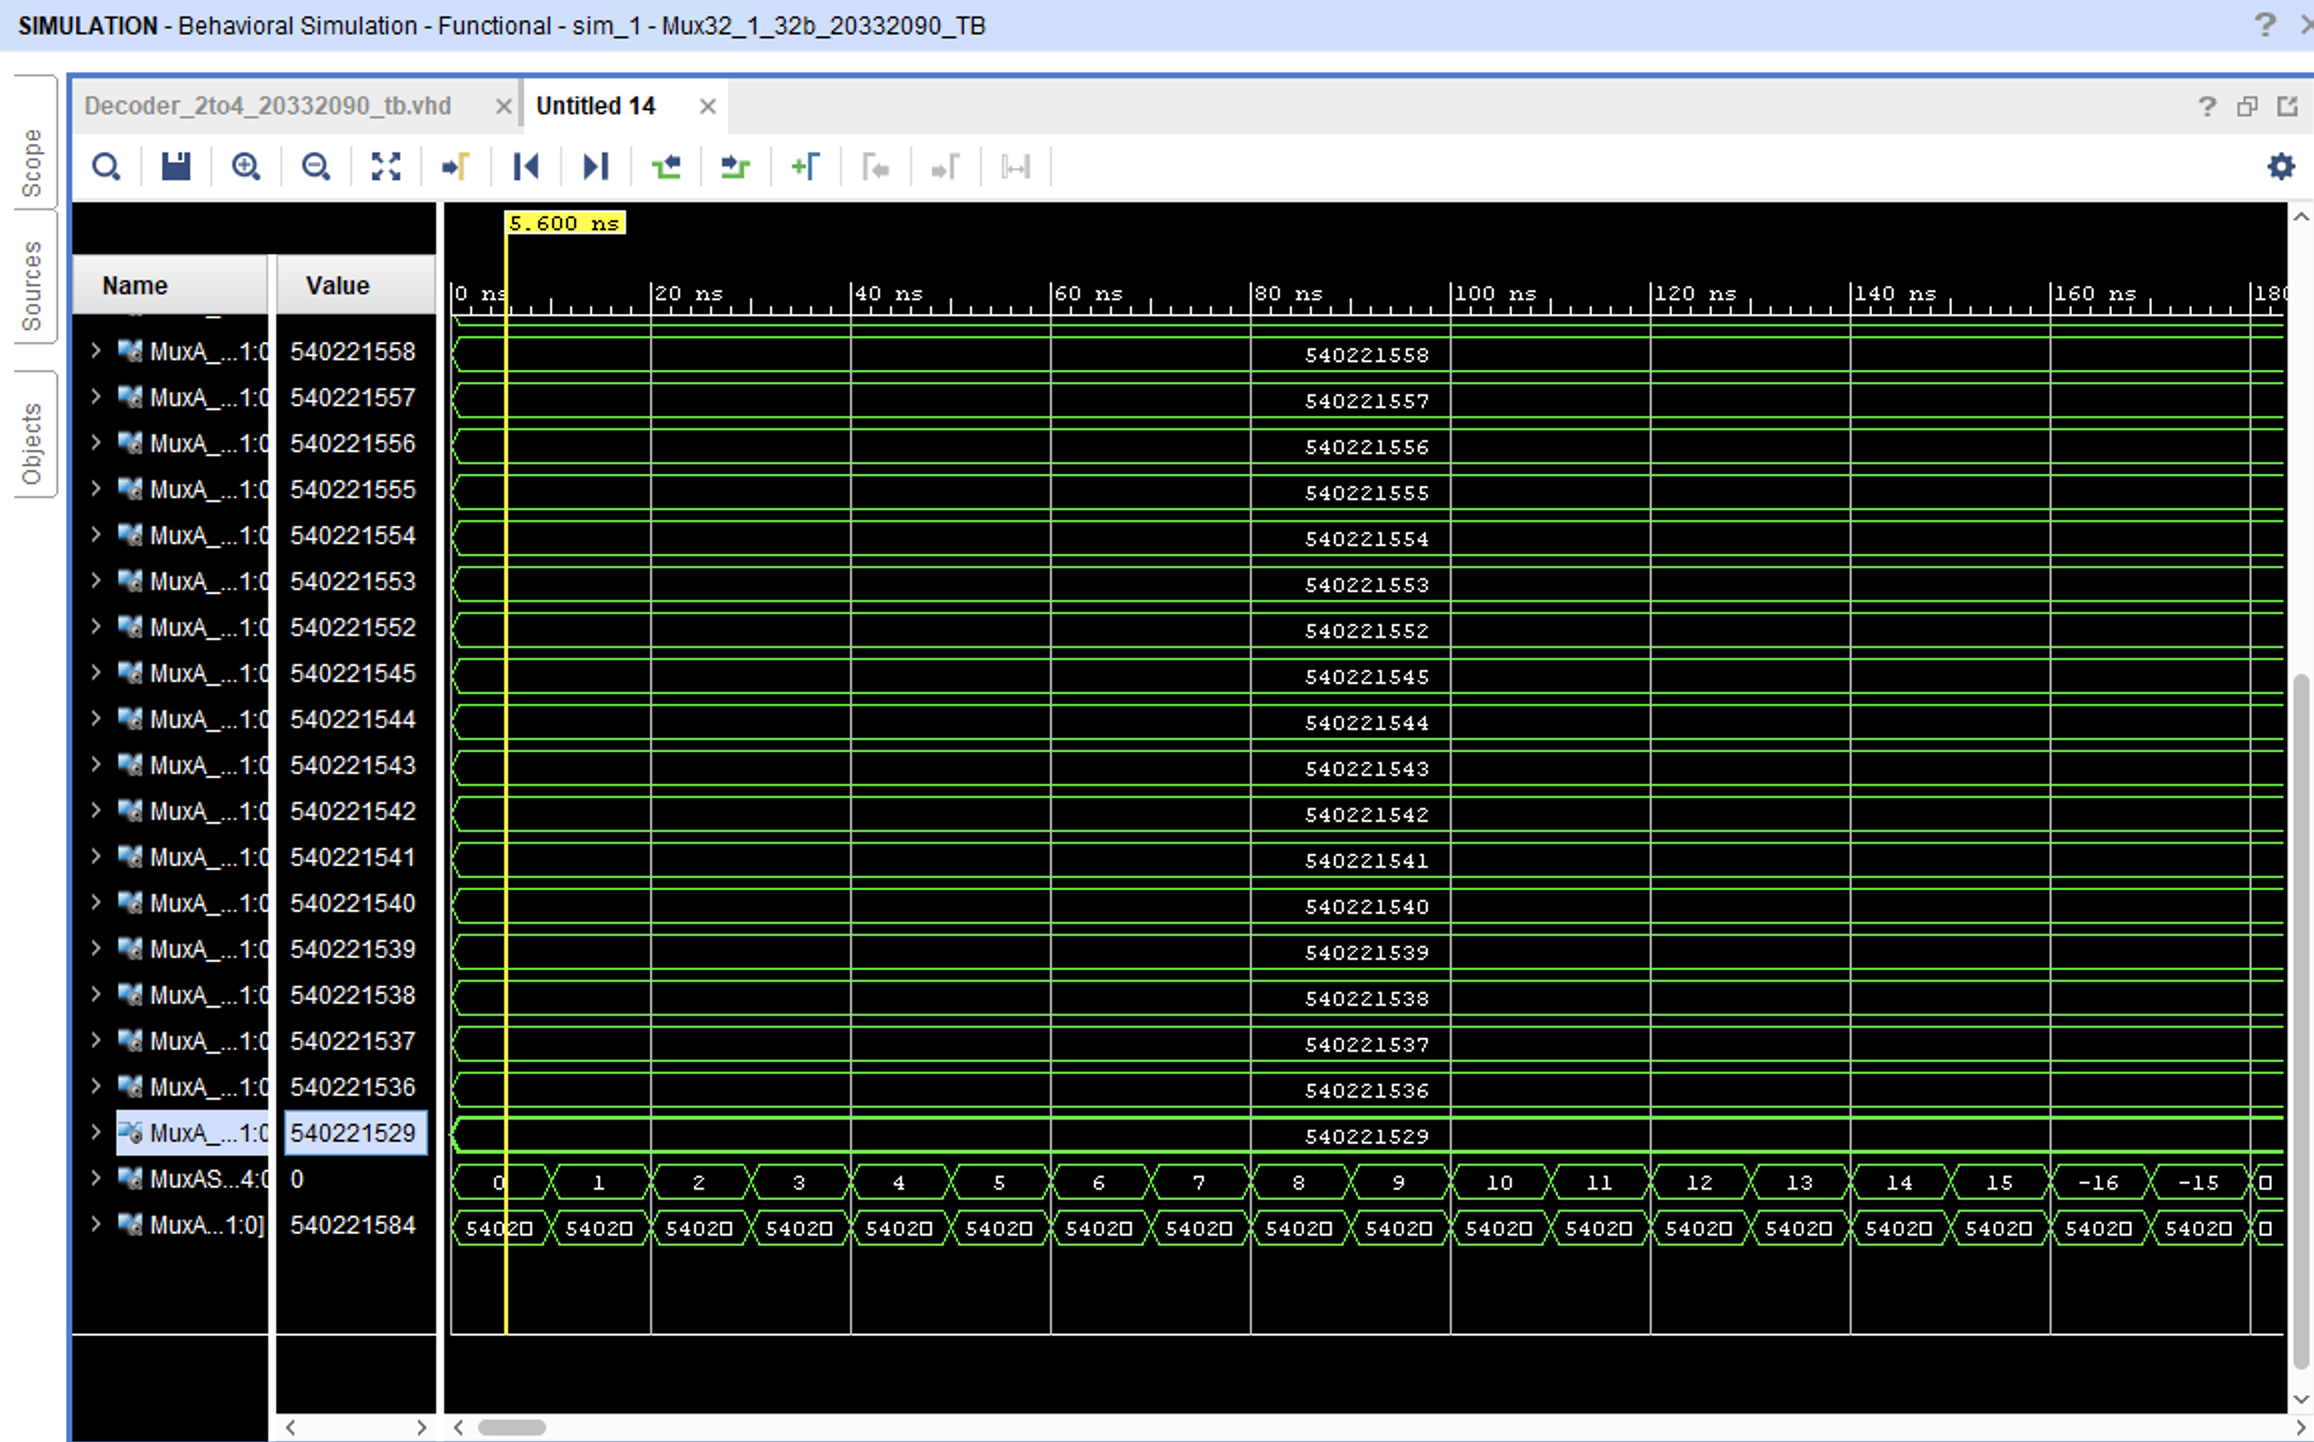 SIMULATION - Behavioral Simulation - Functional - sim_1 - Mux32_1_32b_20332090_TB
Scope
Sources
Objects
Decoder_2to4_20332090_tb.vhd
Untitled 14
5.600 ns
Name Value
0 ns 20 ns 40 ns 60 ns 80 ns 100 ns 120 ns 140 ns 160 ns 180
MuxA_...1:0 540221558 540221558
MuxA_...1:0 540221557 540221557
MuxA_...1:0 540221556 540221556
MuxA_...1:0 540221555 540221555
MuxA_...1:0 540221554 540221554
MuxA_...1:0 540221553 540221553
MuxA_...1:0 540221552 540221552
MuxA_...1:0 540221545 540221545
MuxA_...1:0 540221544 540221544
MuxA_...1:0 540221543 540221543
MuxA_...1:0 540221542 540221542
MuxA_...1:0 540221541 540221541
MuxA_...1:0 540221540 540221540
MuxA_...1:0 540221539 540221539
MuxA_...1:0 540221538 540221538
MuxA_...1:0 540221537 540221537
MuxA_...1:0 540221536 540221536
MuxA_...1:0 540221529 540221529
MuxAS...4:0 0 0 1 2 3 4 5 6 7 8 9 10 11 12 13 14 15 -16 -15 □
MuxA...1:0] 540221584 5402□ 5402□ 5402□ 5402□ 5402□ 5402□ 5402□ 5402□ 5402□ 5402□ 5402□ 5402□ 5402□ 5402□ 5402□ 5402□ 5402□ 5402□ □